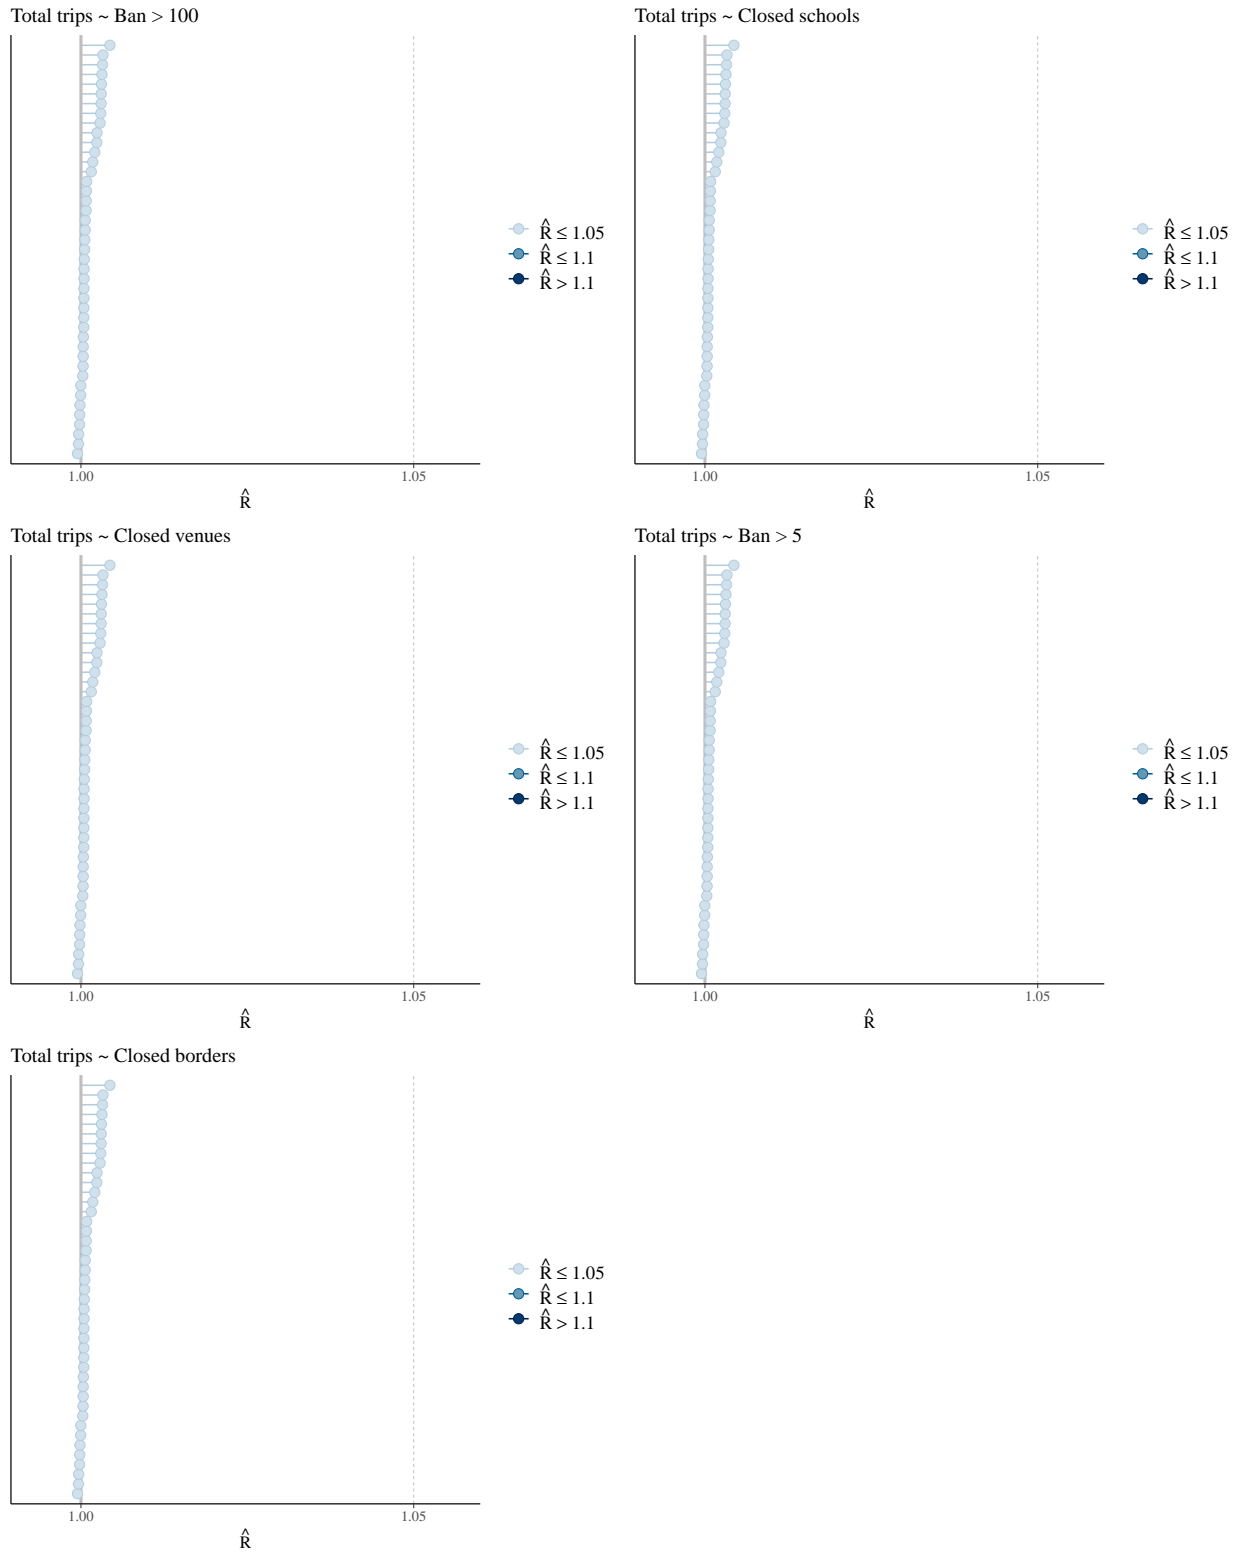 Total trips ~ Ban > 100
R̂ ≤ 1.05
R̂ ≤ 1.1
R̂ > 1.1
1.00 1.05
R̂
Total trips ~ Closed schools
R̂ ≤ 1.05
R̂ ≤ 1.1
R̂ > 1.1
1.00 1.05
R̂
Total trips ~ Closed venues
R̂ ≤ 1.05
R̂ ≤ 1.1
R̂ > 1.1
1.00 1.05
R̂
Total trips ~ Ban > 5
R̂ ≤ 1.05
R̂ ≤ 1.1
R̂ > 1.1
1.00 1.05
R̂
Total trips ~ Closed borders
R̂ ≤ 1.05
R̂ ≤ 1.1
R̂ > 1.1
1.00 1.05
R̂